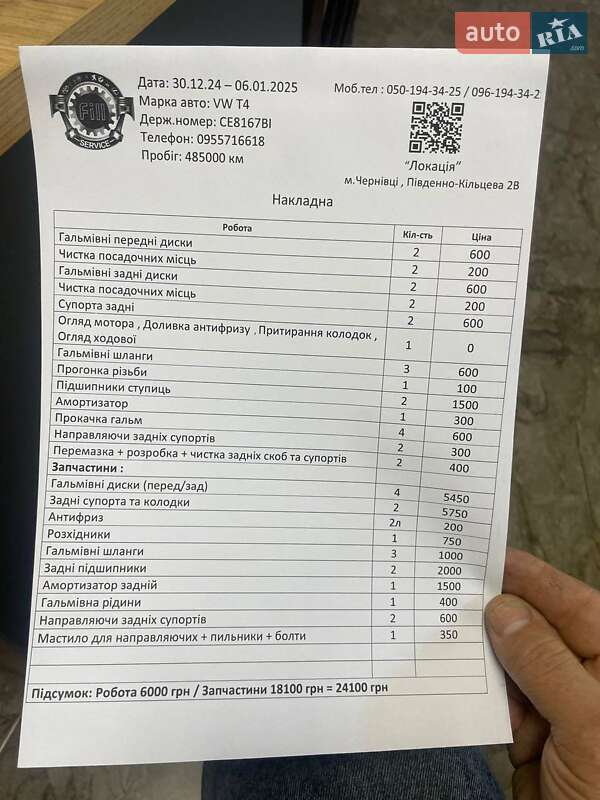 auto RIA .com
Fill
SERVICE
Дата: 30.12.24 – 06.01.2025
Марка авто: VW T4
Держ.номер: СЕ8167ВІ
Телефон: 0955716618
Пробіг: 485000 км
Моб.тел : 050-194-34-25 / 096-194-34-2
“Локація”
м.Чернівці , Південно-Кільцева 2В
Накладна
Робота Кіл-сть Ціна
Гальмівні передні диски 2 600
Чистка посадочних місць 2 200
Гальмівні задні диски 2 600
Чистка посадочних місць 2 200
Супорта задні 2 600
Огляд мотора , Доливка антифризу , Притирання колодок ,
Огляд ходової 1 0
Гальмівні шланги 3 600
Прогонка різьби 1 100
Підшипники ступиць 2 1500
Амортизатор 1 300
Прокачка гальм 4 600
Направляючи задніх супортів 2 300
Перемазка + розробка + чистка задніх скоб та супортів 2 400
Запчастини :
Гальмівні диски (перед/зад) 4 5450
Задні супорта та колодки 2 5750
Антифриз 2л 200
Розхідники 1 750
Гальмівні шланги 3 1000
Задні підшипники 2 2000
Амортизатор задній 1 1500
Гальмівна рідини 1 400
Направляючи задніх супортів 2 600
Мастило для направляючих + пильники + болти 1 350
Підсумок: Робота 6000 грн / Запчастини 18100 грн = 24100 грн